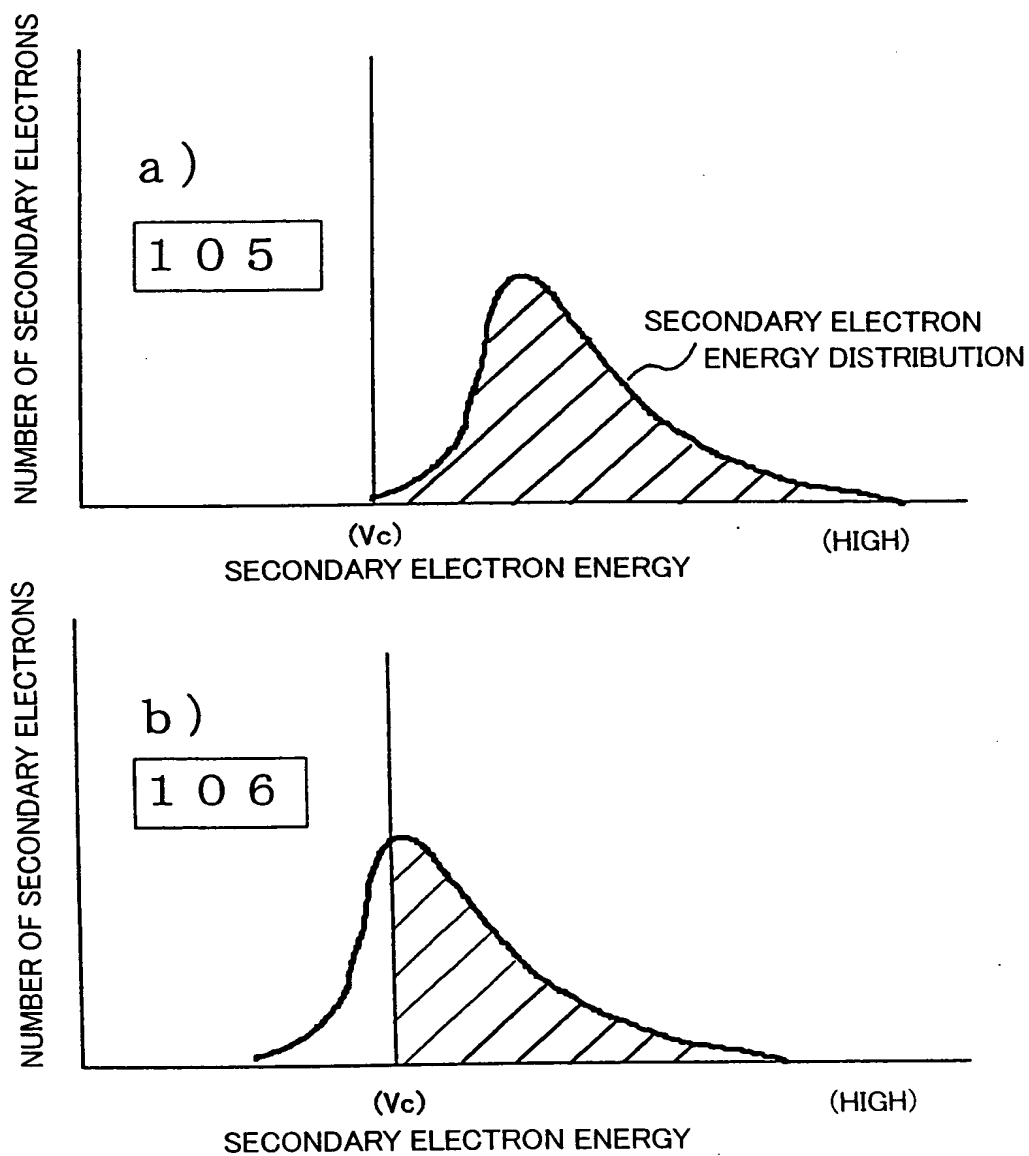 NUMBER OF SECONDARY ELECTRONS
a)
105
SECONDARY ELECTRON
ENERGY DISTRIBUTION
(Vc)
(HIGH)
SECONDARY ELECTRON ENERGY
NUMBER OF SECONDARY ELECTRONS
b)
106
(Vc)
(HIGH)
SECONDARY ELECTRON ENERGY